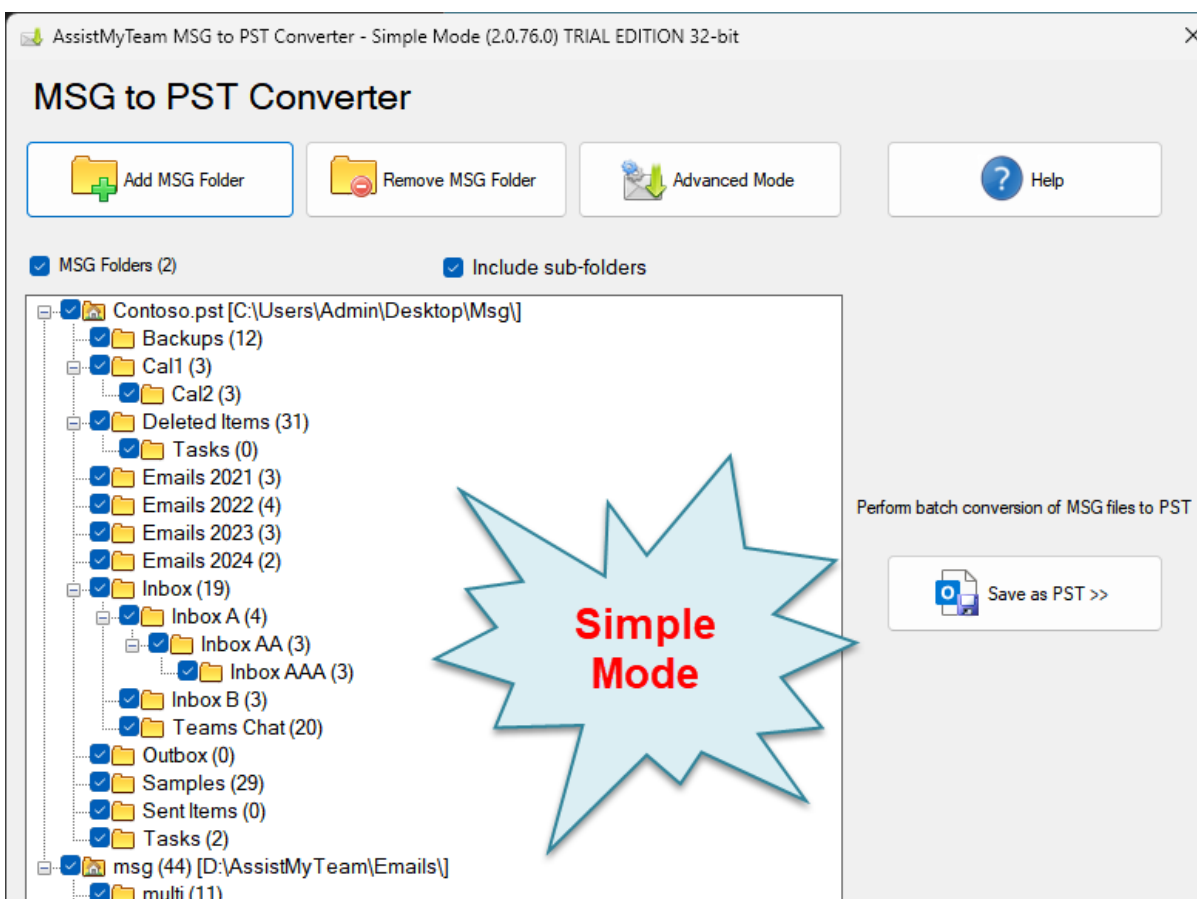 AssistMyTeam MSG to PST Converter - Simple Mode (2.0.76.0) TRIAL EDITION 32-bit
MSG to PST Converter
Add MSG Folder
Remove MSG Folder
Advanced Mode
Help
MSG Folders (2)
Include sub-folders
Contoso.pst [C:\Users\Admin\Desktop\Msg\]
Backups (12)
Cal1 (3)
Cal2 (3)
Deleted Items (31)
Tasks (0)
Emails 2021 (3)
Emails 2022 (4)
Emails 2023 (3)
Emails 2024 (2)
Inbox (19)
Inbox A (4)
Inbox AA (3)
Inbox AAA (3)
Inbox B (3)
Teams Chat (20)
Outbox (0)
Samples (29)
Sent Items (0)
Tasks (2)
msg (44) [D:\AssistMyTeam\Emails\]
multi (11)
Simple
Mode
Perform batch conversion of MSG files to PST
Save as PST >>